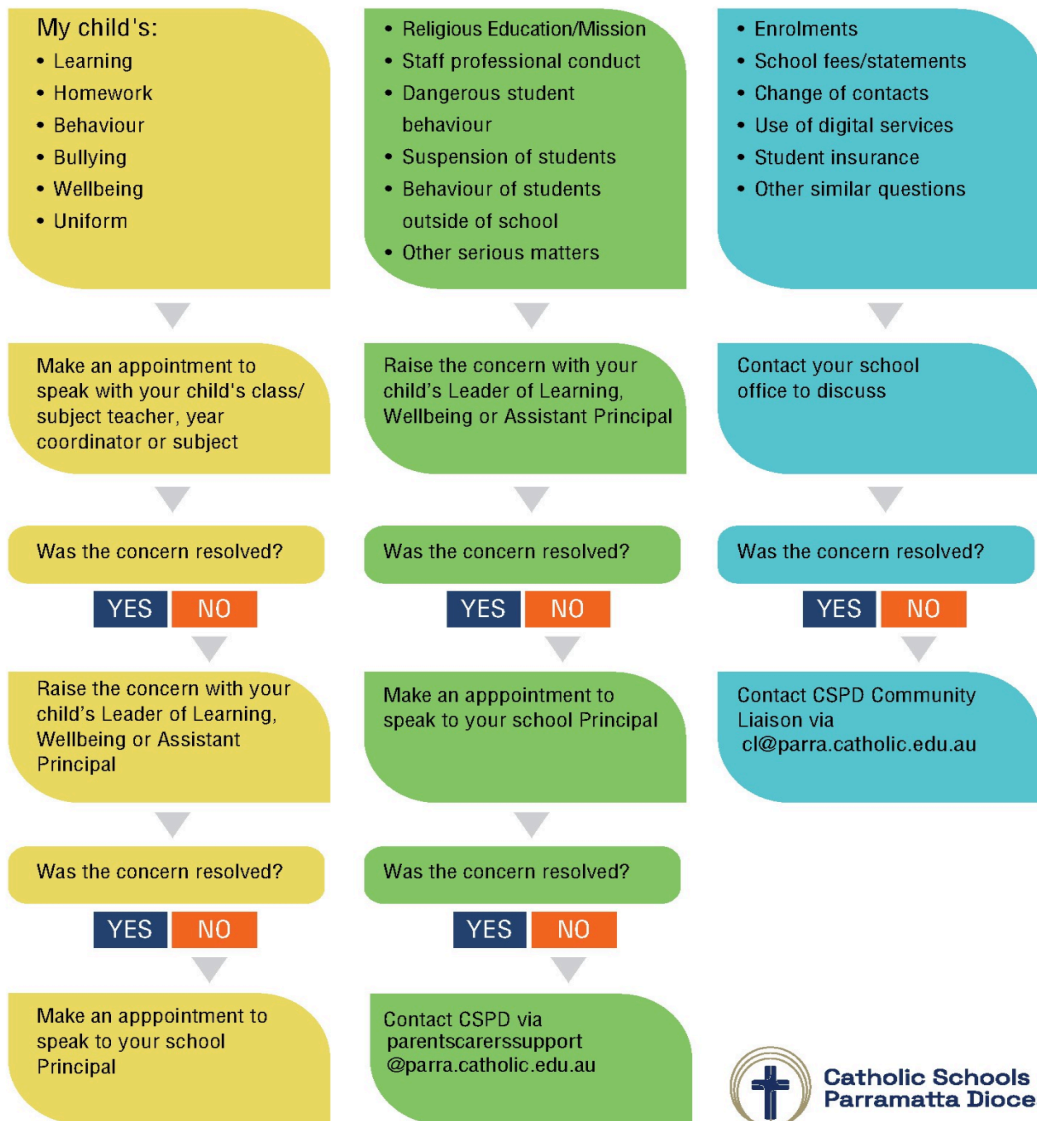 My child's:
• Learning
• Homework
• Behaviour
• Bullying
• Wellbeing
• Uniform
• Religious Education/Mission
• Staff professional conduct
• Dangerous student
behaviour
• Suspension of students
• Behaviour of students
outside of school
• Other serious matters
• Enrolments
• School fees/statements
• Change of contacts
• Use of digital services
• Student insurance
• Other similar questions
Make an appointment to
speak with your child's class/
subject teacher, year
coordinator or subject
Raise the concern with your
child's Leader of Learning,
Wellbeing or Assistant Principal
Contact your school
office to discuss
Was the concern resolved?
Was the concern resolved?
Was the concern resolved?
YES NO
YES NO
YES NO
Raise the concern with your
child's Leader of Learning,
Wellbeing or Assistant
Principal
Make an apppointment to
speak to your school Principal
Contact CSPD Community
Liaison via
cl@parra.catholic.edu.au
Was the concern resolved?
Was the concern resolved?
YES NO
YES NO
Make an apppointment to
speak to your school
Principal
Contact CSPD via
parentscarerssupport
@parra.catholic.edu.au
Catholic Schools
Parramatta Dioce